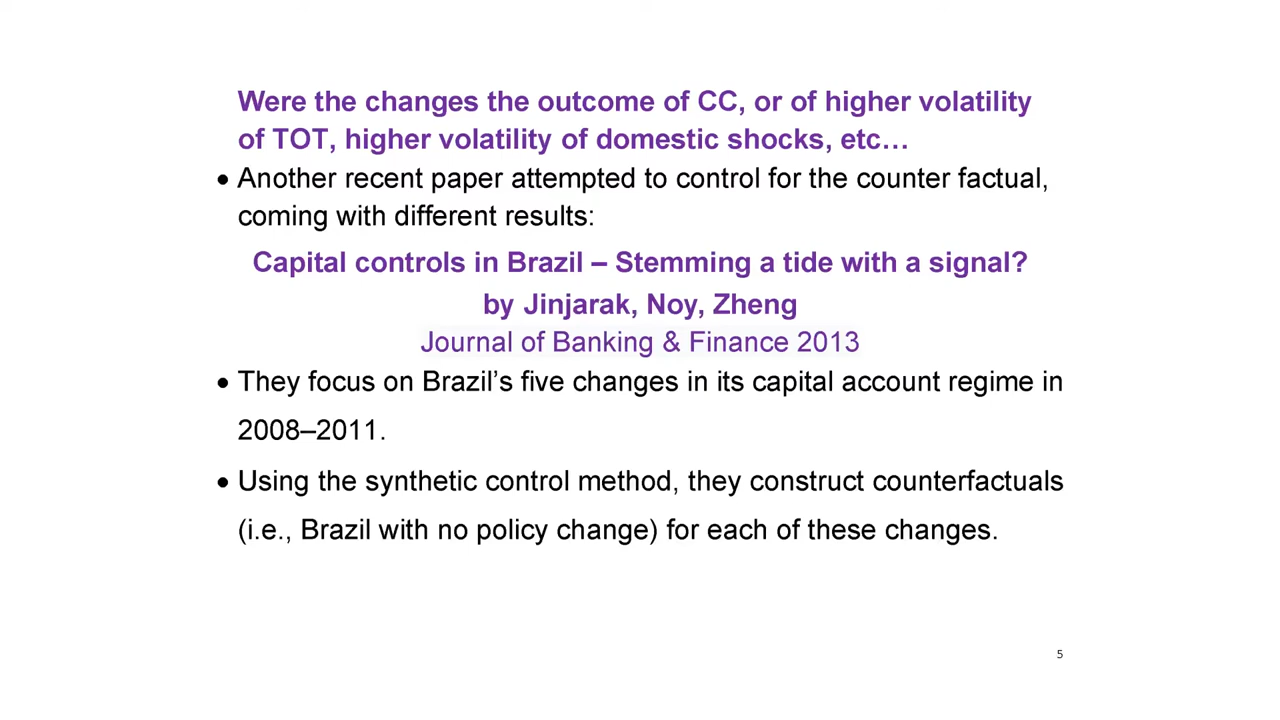 Were the changes the outcome of CC, or of higher volatility
of TOT, higher volatility of domestic shocks, etc…
• Another recent paper attempted to control for the counter factual,
coming with different results:
Capital controls in Brazil – Stemming a tide with a signal?
by Jinjarak, Noy, Zheng
Journal of Banking & Finance 2013
• They focus on Brazil’s five changes in its capital account regime in
2008–2011.
• Using the synthetic control method, they construct counterfactuals
(i.e., Brazil with no policy change) for each of these changes.
5